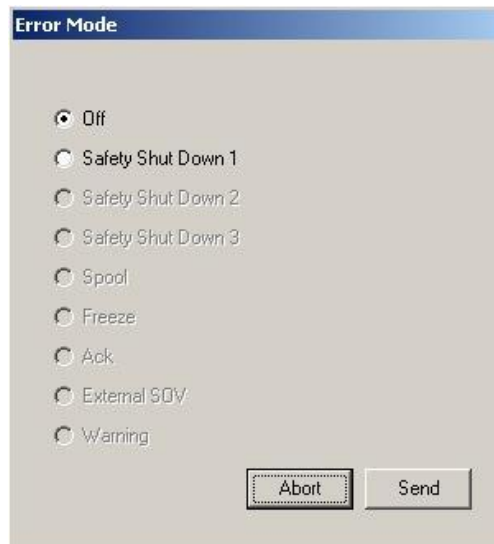 Error Mode
Off
Safety Shut Down 1
Safety Shut Down 2
Safety Shut Down 3
Spool
Freeze
Ack
External SOV
Warning
Abort Send